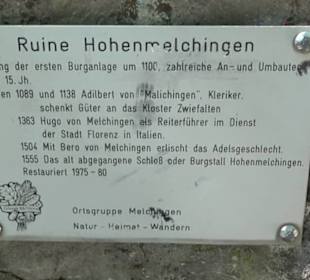 Ruine Hohenmelchingen
ng der ersten Burganlage um 1100, zahlreiche An- und Umbauten
15. Jh.
en 1089 und 1138 Adilbert von "Malichingen", Kleriker,
schenkt Güter an das Kloster Zwiefalten
1363 Hugo von Melchingen als Reiterführer im Dienst
der Stadt Florenz in Italien.
1504 Mit Bero von Melchingen erlischt das Adelsgeschlecht.
1555 Das alt abgegangene Schloß oder Burgstall Hohenmelchingen.
Restauriert 1975-80
Ortsgruppe Melchingen
Natur - Heimat - Wandern